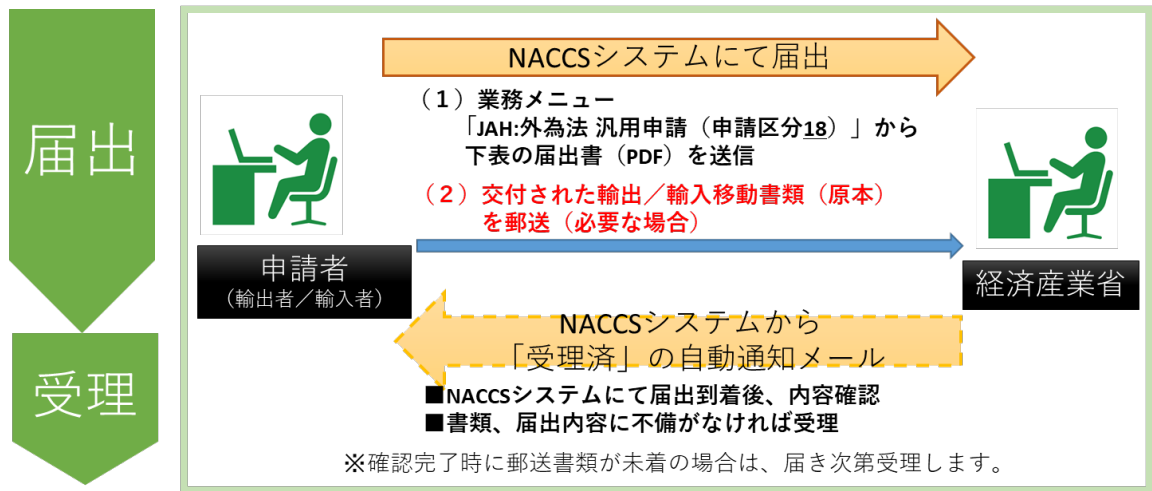 届出
NACCSシステムにて届出
(1)業務メニュー
「JAH:外為法 汎用申請(申請区分18)」から
下表の届出書(PDF)を送信
(2)交付された輸出/輸入移動書類(原本)
を郵送(必要な場合)
申請者
(輸出者/輸入者)
経済産業省
受理
NACCSシステムから
「受理済」の自動通知メール
■NACCSシステムにて届出到着後、内容確認
■書類、届出内容に不備がなければ受理
※確認完了時に郵送書類が未着の場合は、届き次第受理します。